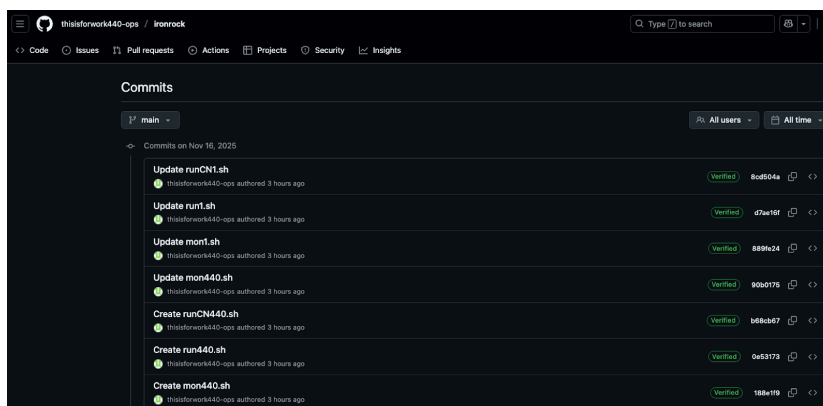 thisisforwork440-ops / ironrock
Type / to search
Code Issues Pull requests Actions Projects Security Insights
Commits
main All users All time
Commits on Nov 16, 2025
Update runCN1.sh
Verified 8cd504a
thisisforwork440-ops authored 3 hours ago
Update run1.sh
Verified d7ae16f
thisisforwork440-ops authored 3 hours ago
Update mon1.sh
Verified 889fe24
thisisforwork440-ops authored 3 hours ago
Update mon440.sh
Verified 90b0175
thisisforwork440-ops authored 3 hours ago
Create runCN440.sh
Verified b68cb67
thisisforwork440-ops authored 3 hours ago
Create run440.sh
Verified 0e53173
thisisforwork440-ops authored 3 hours ago
Create mon440.sh
Verified 188e1f9
thisisforwork440-ops authored 3 hours ago